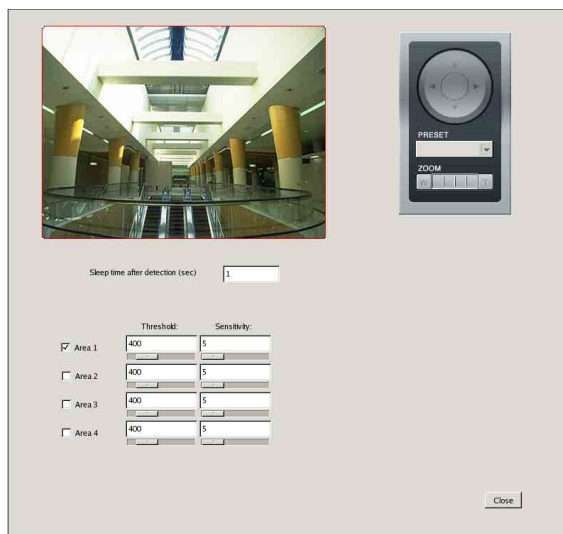 PRESET
ZOOM
W T
Sleep time after detection (sec) 1
Threshold: Sensitivity:
Area 1 400 5
Area 2 400 5
Area 3 400 5
Area 4 400 5
Close